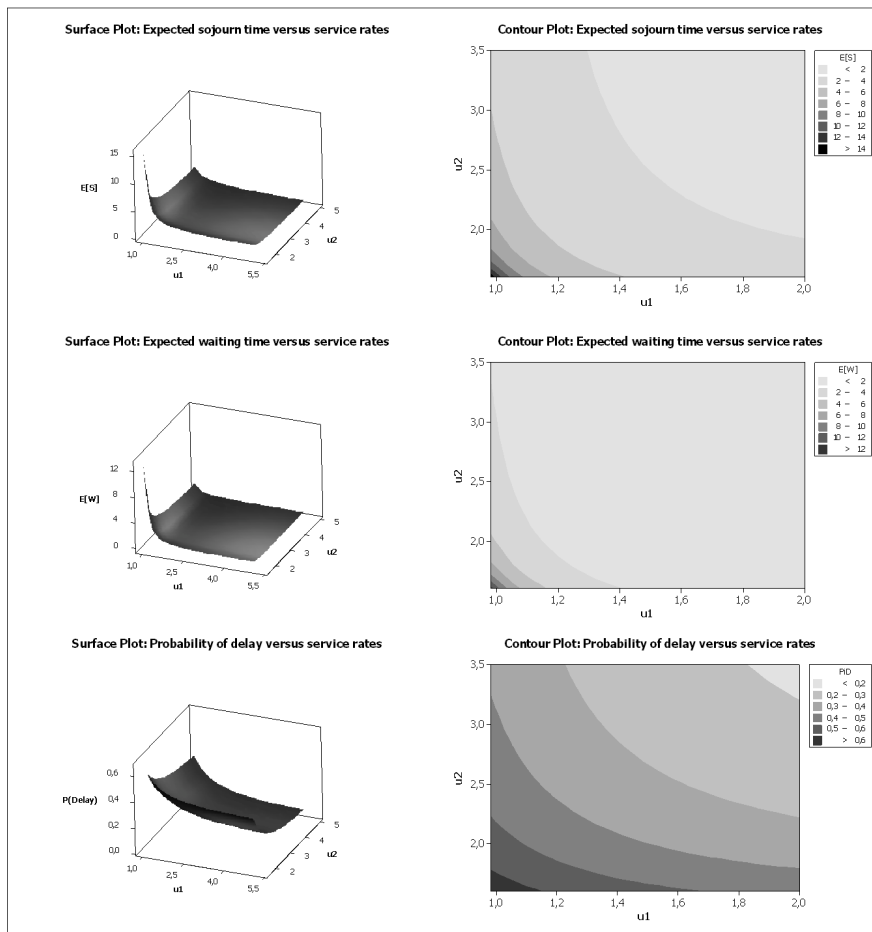 Surface Plot: Expected sojourn time versus service rates
15
10
5
0
E[S]
1,0
2,5
4,0
5,5
u1
2
3
4
5
u2
Contour Plot: Expected sojourn time versus service rates
3,5
3,0
2,5
2,0
u2
1,0 1,2 1,4 1,6 1,8 2,0
u1
E[S]
< 2
2 – 4
4 – 6
6 – 8
8 – 10
10 – 12
12 – 14
> 14
Surface Plot: Expected waiting time versus service rates
12
8
4
0
E[W]
1,0
2,5
4,0
5,5
u1
2
3
4
5
u2
Contour Plot: Expected waiting time versus service rates
3,5
3,0
2,5
2,0
u2
1,0 1,2 1,4 1,6 1,8 2,0
u1
E[W]
< 2
2 – 4
4 – 6
6 – 8
8 – 10
10 – 12
> 12
Surface Plot: Probability of delay versus service rates
0,6
0,4
0,2
0,0
P(Delay)
1,0
2,5
4,0
5,5
u1
2
3
4
5
u2
Contour Plot: Probability of delay versus service rates
3,5
3,0
2,5
2,0
u2
1,0 1,2 1,4 1,6 1,8 2,0
u1
PiD
< 0,2
0,2 – 0,3
0,3 – 0,4
0,4 – 0,5
0,5 – 0,6
> 0,6